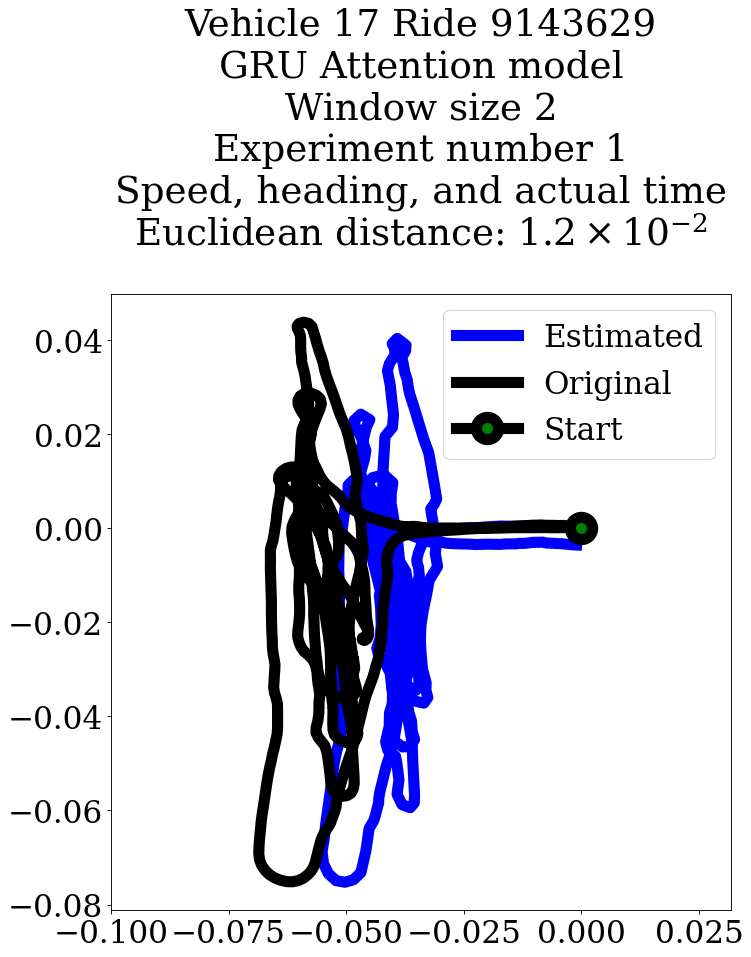 Vehicle 17 Ride 9143629
GRU Attention model
Window size 2
Experiment number 1
Speed, heading, and actual time
Euclidean distance: 1.2 × 10⁻²
Estimated
Original
Start
0.04
0.02
0.00
−0.02
−0.04
−0.06
−0.08
−0.100 −0.075 −0.050 −0.025 0.000 0.025